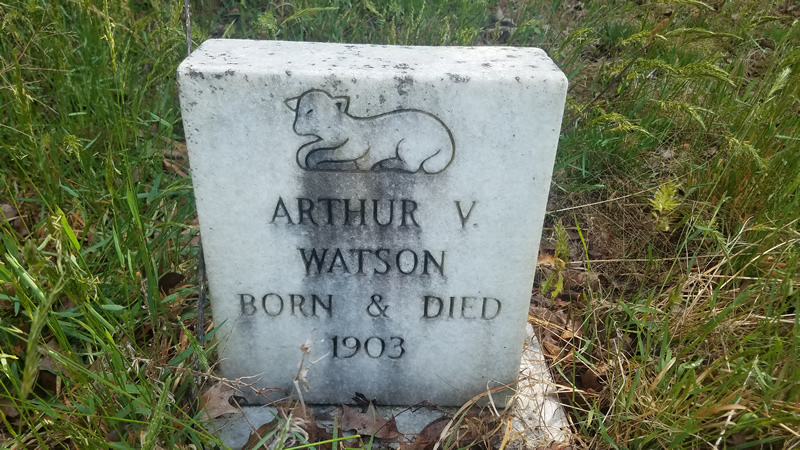 ARTHUR V.
WATSON
BORN & DIED
1903